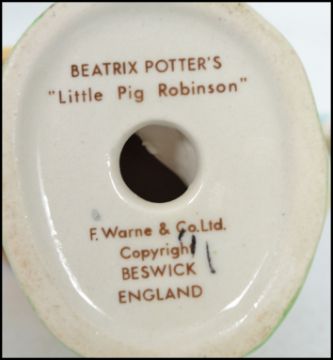 BEATRIX POTTER'S
"Little Pig Robinson"
F. Warne & Co.Ltd.
Copyright
BESWICK
ENGLAND